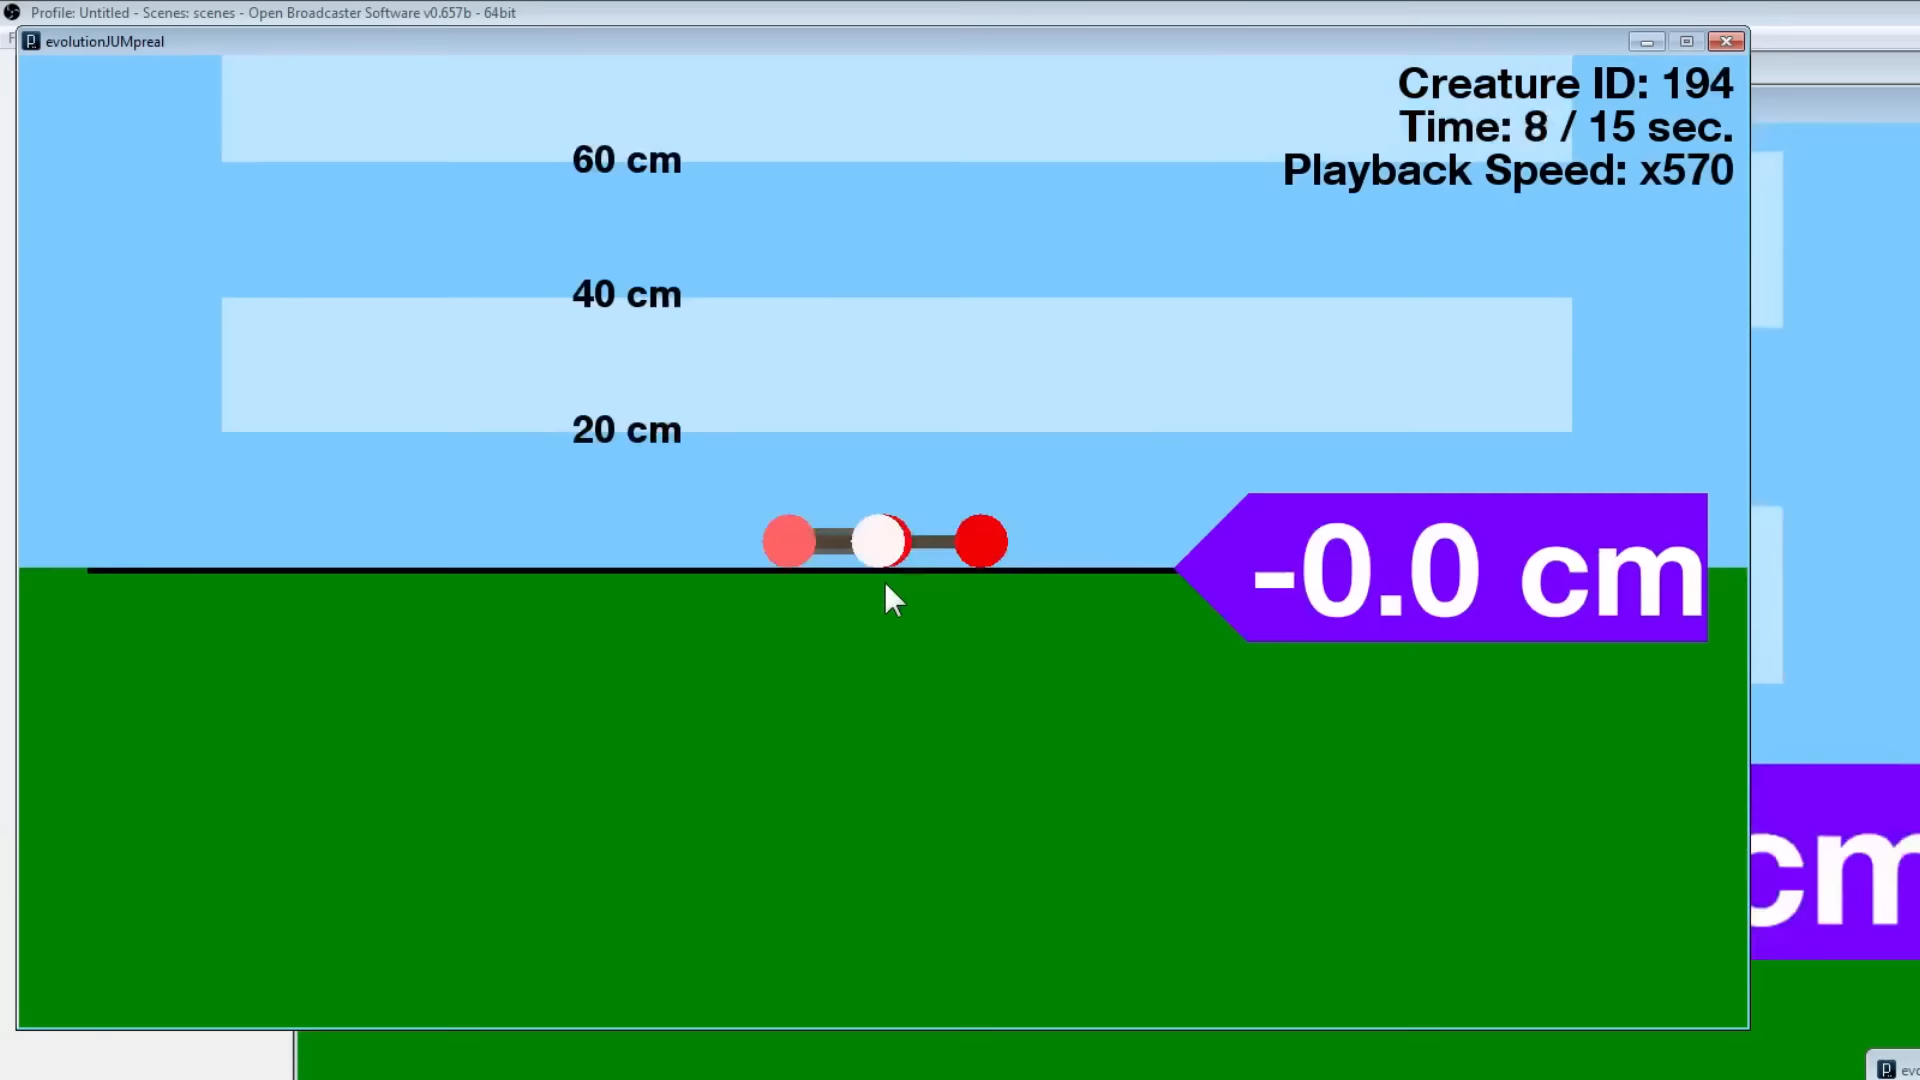 Profile: Untitled - Scenes: scenes - Open Broadcaster Software v0.657b - 64bit
evolutionJUMpreal
Creature ID: 194
Time: 8 / 15 sec.
Playback Speed: x570
60 cm
40 cm
20 cm
-0.0 cm
cm
evo